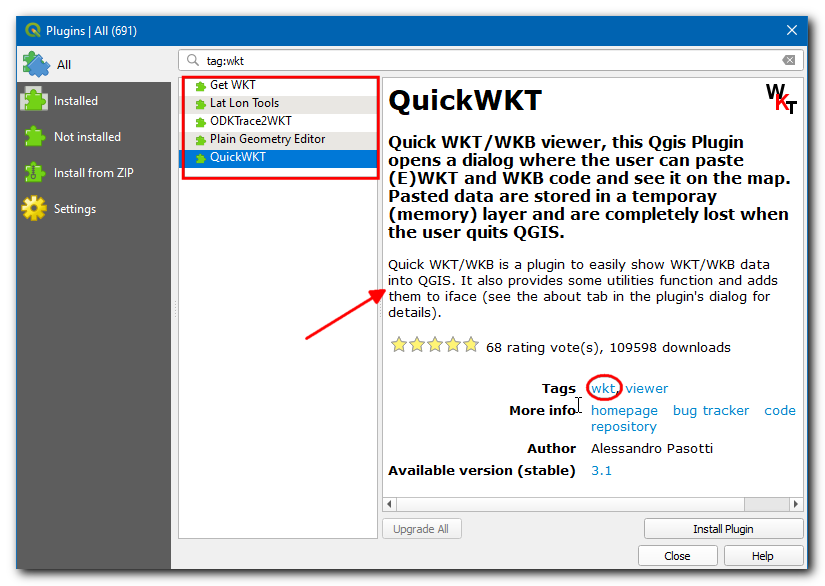 Plugins | All (691)
All
Installed
Not installed
Install from ZIP
Settings
tag:wkt
Get WKT
Lat Lon Tools
ODKTrace2WKT
Plain Geometry Editor
QuickWKT
QuickWKT
WKT
Quick WKT/WKB viewer, this Qgis Plugin
opens a dialog where the user can paste
(E)WKT and WKB code and see it on the map.
Pasted data are stored in a temporay
(memory) layer and are completely lost when
the user quits QGIS.
Quick WKT/WKB is a plugin to easily show WKT/WKB data
into QGIS. It also provides some utilities function and adds
them to iface (see the about tab in the plugin's dialog for
details).
68 rating vote(s), 109598 downloads
Tags wkt, viewer
More info homepage bug tracker code
repository
Author Alessandro Pasotti
Available version (stable) 3.1
Upgrade All
Install Plugin
Close
Help